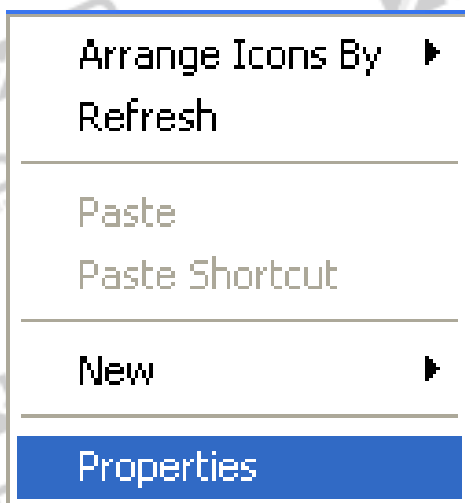 Arrange Icons By
Refresh
Paste
Paste Shortcut
New
Properties